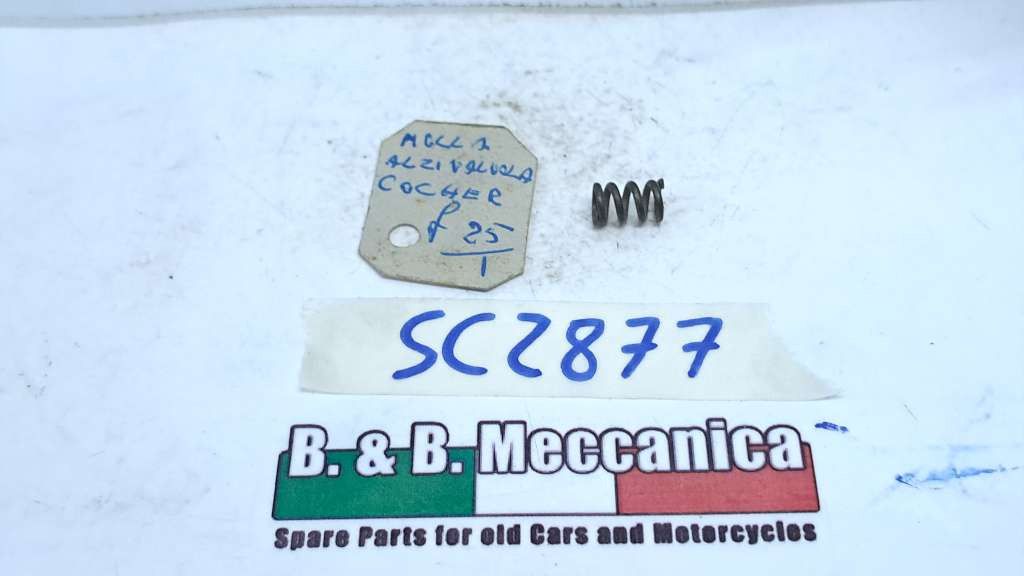 MOLLA
ALZIVALVOLA
COCHER
£ 25
1
SC2877
B. & B. Meccanica
Spare Parts for old Cars and Motorcycles